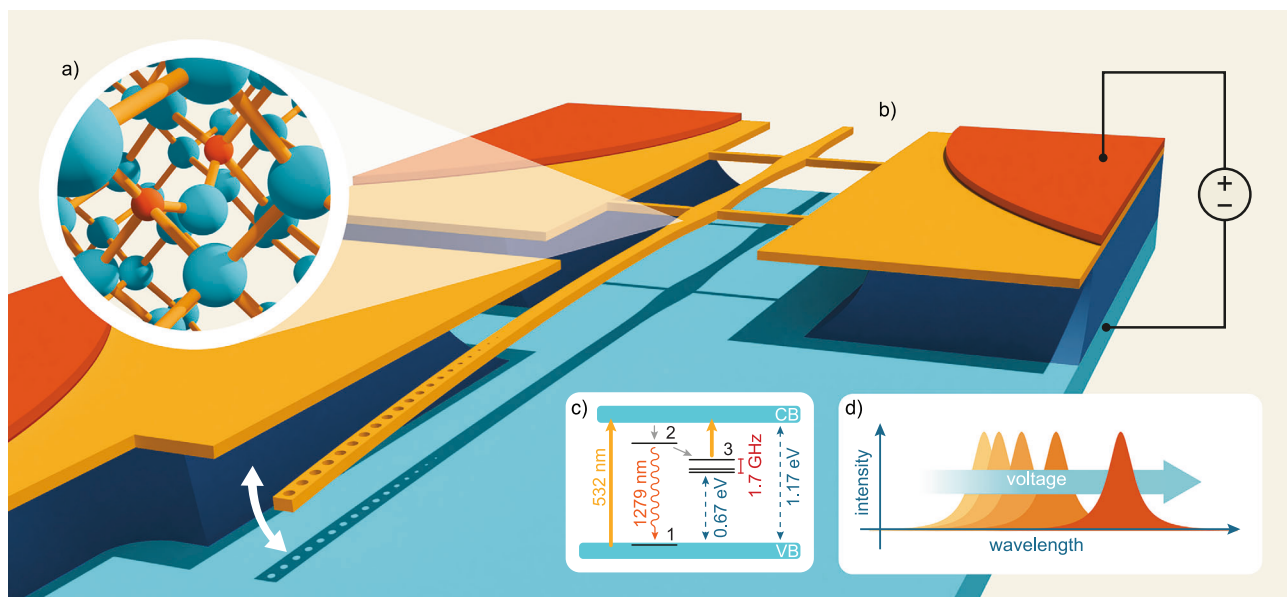 a)
b)
+
−
c)
CB
2
3
532 nm
1279 nm
0.67 eV
1.7 GHz
1.17 eV
1
VB
d)
intensity
voltage
wavelength